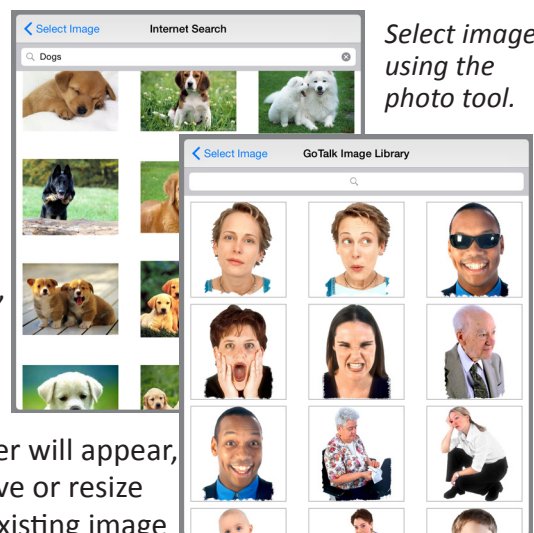 Select Image Internet Search
Dogs
Select image
using the
photo tool.
Select Image GoTalk Image Library
er will appear,
ve or resize
xisting image